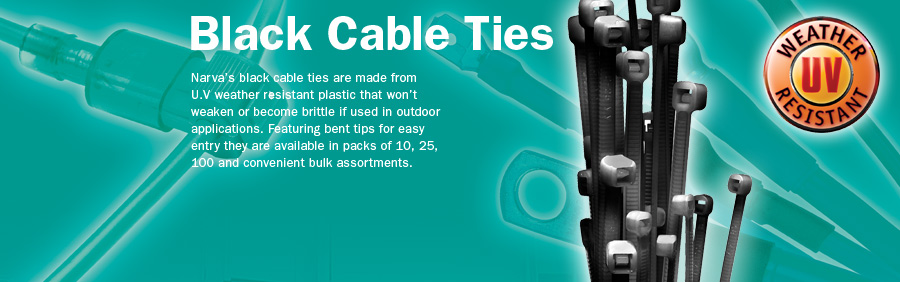 Black Cable Ties
Narva's black cable ties are made from
U.V weather resistant plastic that won't
weaken or become brittle if used in outdoor
applications. Featuring bent tips for easy
entry they are available in packs of 10, 25,
100 and convenient bulk assortments.
WEATHER
UV
RESISTANT